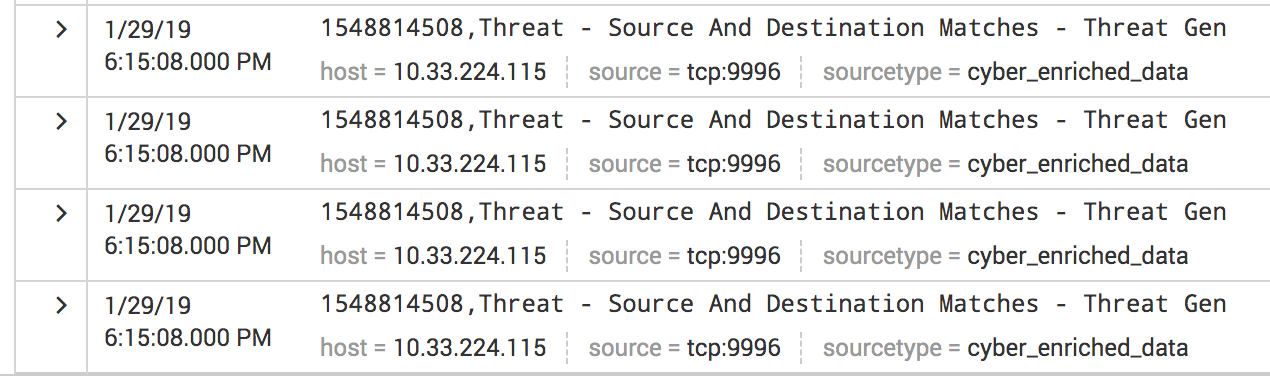 1/29/19
6:15:08.000 PM
1548814508,Threat - Source And Destination Matches - Threat Gen
host = 10.33.224.115 source = tcp:9996 sourcetype = cyber_enriched_data
1/29/19
6:15:08.000 PM
1548814508,Threat - Source And Destination Matches - Threat Gen
host = 10.33.224.115 source = tcp:9996 sourcetype = cyber_enriched_data
1/29/19
6:15:08.000 PM
1548814508,Threat - Source And Destination Matches - Threat Gen
host = 10.33.224.115 source = tcp:9996 sourcetype = cyber_enriched_data
1/29/19
6:15:08.000 PM
1548814508,Threat - Source And Destination Matches - Threat Gen
host = 10.33.224.115 source = tcp:9996 sourcetype = cyber_enriched_data